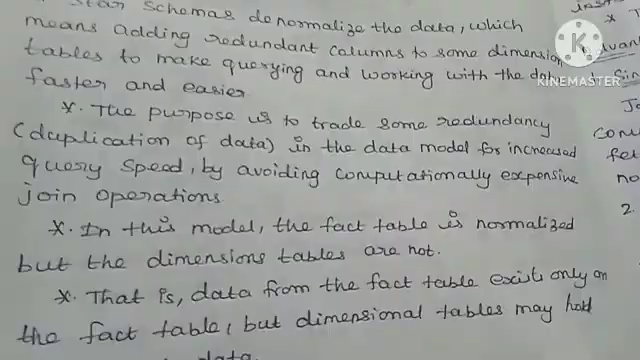 Star Schemas denormalize the data, which
means adding redundant columns to some dimension
tables to make querying and working with the data
faster and easier
*. The purpose is to trade some redundancy
(duplication of data) in the data model for increased
query speed, by avoiding computationally expensive
join operations
*. In this model, the fact table is normalized
but the dimensions tables are not.
*. That is, data from the fact table exists only on
the fact table, but dimensional tables may hold
data.
KINEMASTER
2.